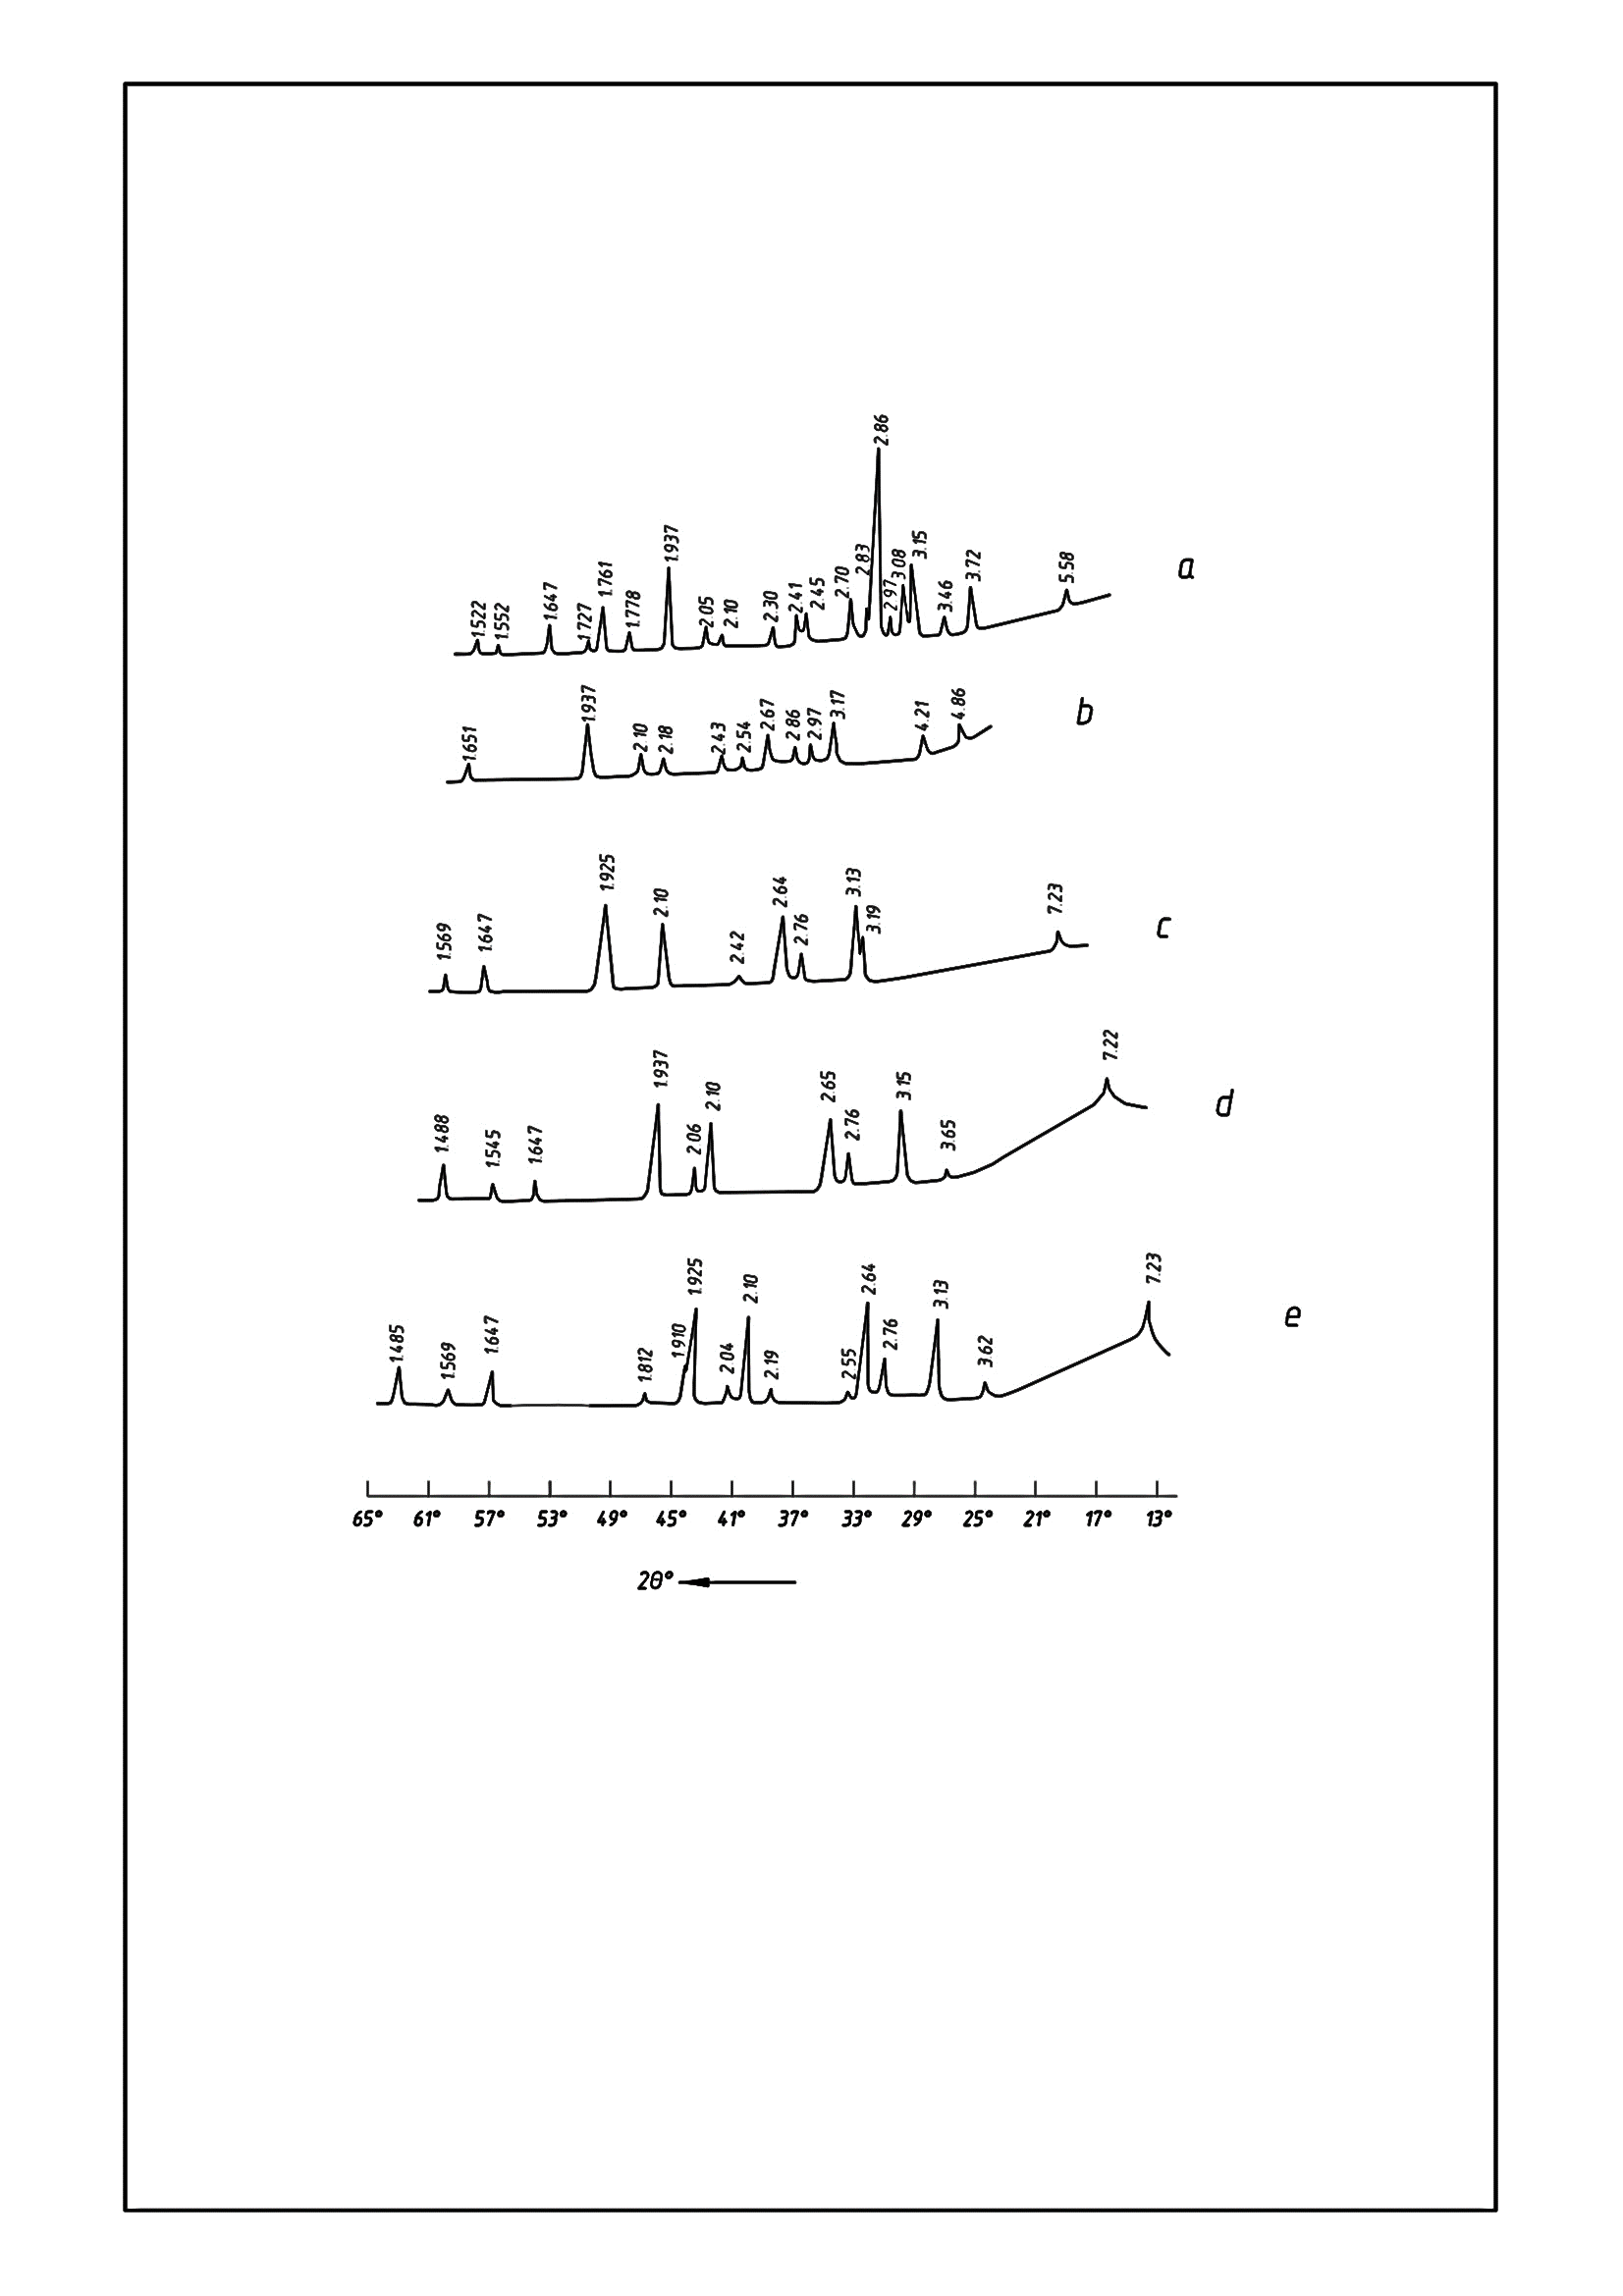 1.522 1.552 1.647 1.727 1.761 1.778 1.937 2.05 2.10 2.30 2.41 2.45 2.70 2.83 2.86 2.97 3.08 3.15 3.46 3.72 5.58 a
1.651 1.937 2.10 2.18 2.43 2.54 2.67 2.86 2.97 3.17 4.21 4.86 b
1.569 1.647 1.925 2.10 2.42 2.64 2.76 3.13 3.19 7.23 c
1.488 1.545 1.647 1.937 2.06 2.10 2.65 2.76 3.15 3.65 7.22 d
1.485 1.569 1.647 1.812 1.910 1.925 2.04 2.10 2.19 2.55 2.64 2.76 3.13 3.62 7.23 e
65° 61° 57° 53° 49° 45° 41° 37° 33° 29° 25° 21° 17° 13°
2θ°